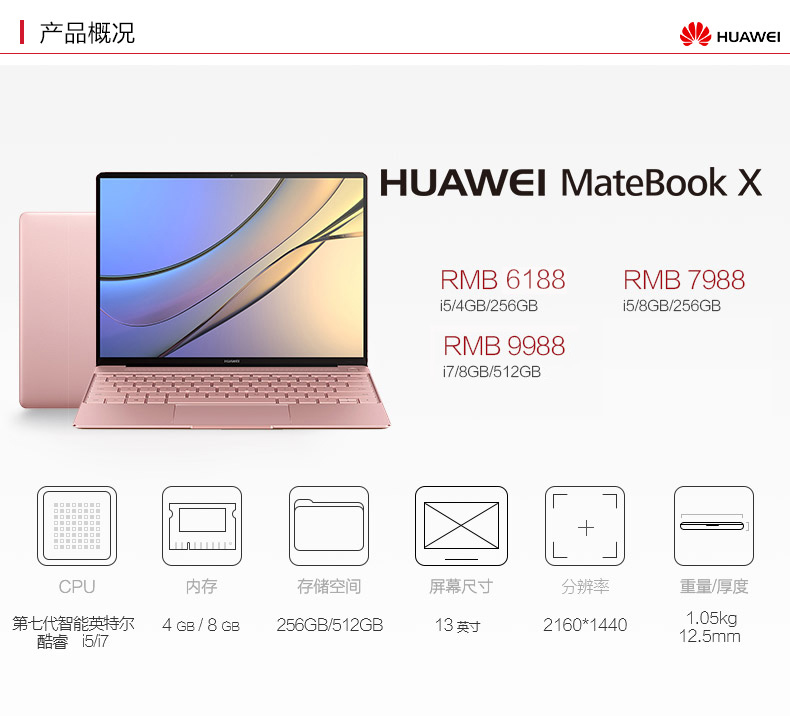 产品概况
HUAWEI
HUAWEI MateBook X
RMB 6188
i5/4GB/256GB
RMB 7988
i5/8GB/256GB
RMB 9988
i7/8GB/512GB
HUAWEI
CPU
第七代智能英特尔
酷睿 i5/i7
内存
4 GB / 8 GB
存储空间
256GB/512GB
屏幕尺寸
13 英寸
分辨率
2160*1440
重量/厚度
1.05kg
12.5mm